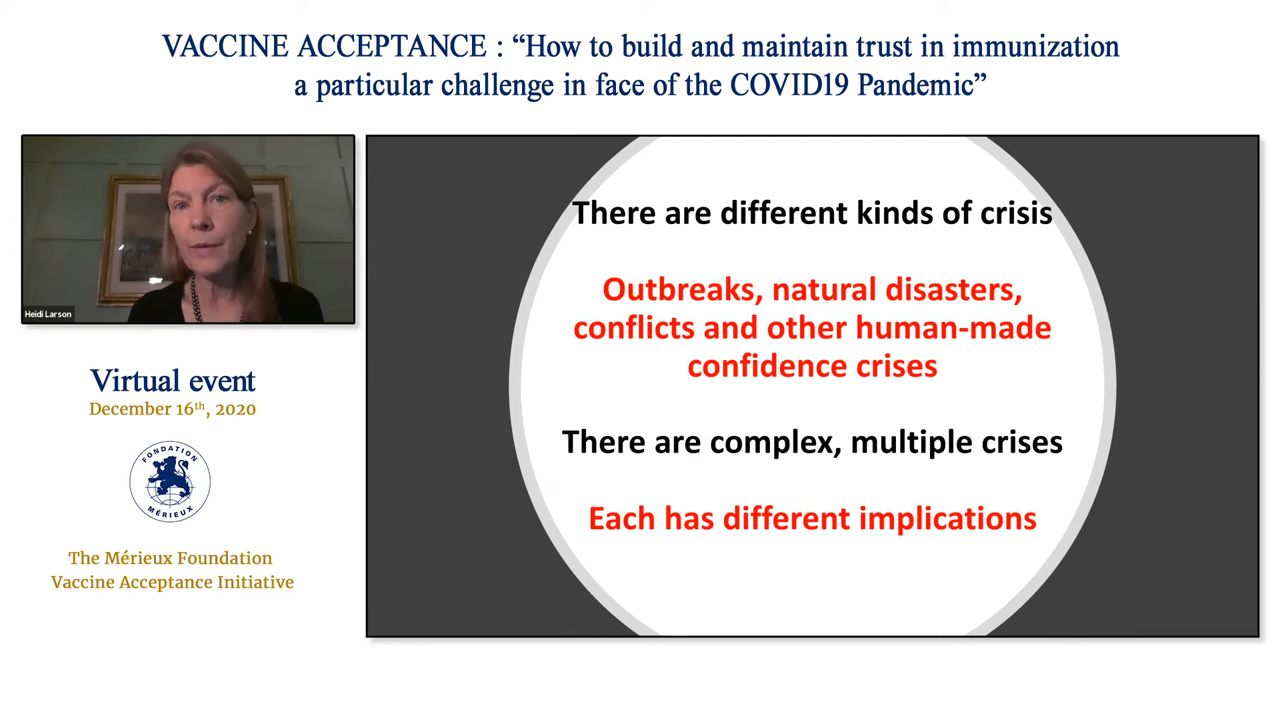 VACCINE ACCEPTANCE : “How to build and maintain trust in immunization
a particular challenge in face of the COVID19 Pandemic”
Heidi Larson
Virtual event
December 16th, 2020
FONDATION
MÉRIEUX
The Mérieux Foundation
Vaccine Acceptance Initiative
There are different kinds of crisis
Outbreaks, natural disasters,
conflicts and other human-made
confidence crises
There are complex, multiple crises
Each has different implications